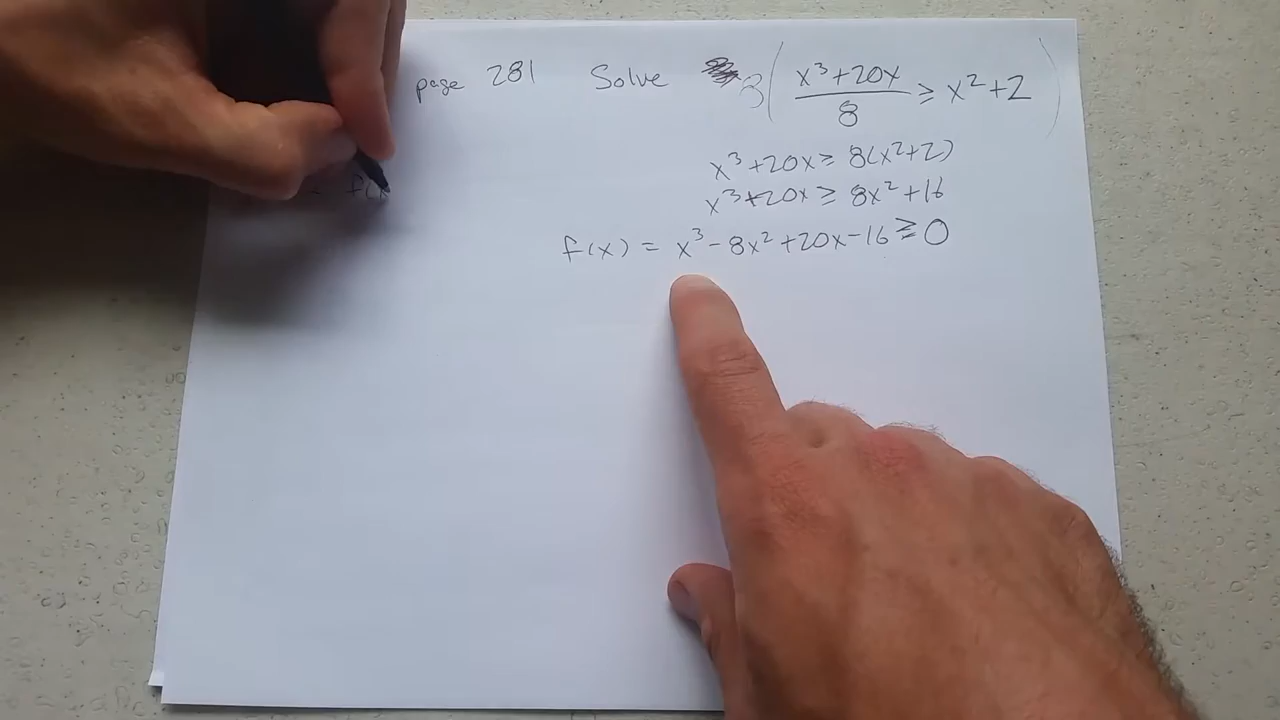 page 281 Solve 8( x³+20x / 8 ≥ x²+2 )
x³+20x ≥ 8(x²+2)
x³+20x ≥ 8x²+16
f(x) = x³-8x²+20x-16 ≥ 0
= f(x